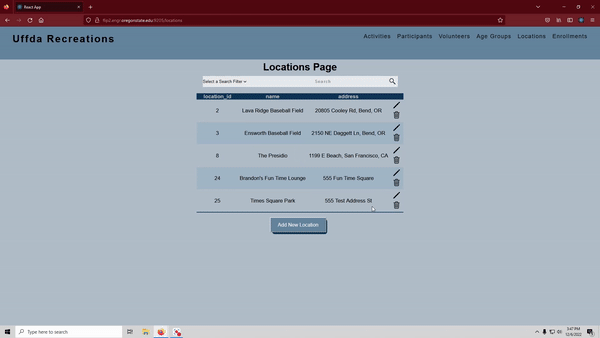 React App
flip3.engr.oregonstate.edu:8005/locations
Uffda Recreations
Activities Participants Volunteers Age Groups Locations Enrollments
Locations Page
Select a Search Filter Search
location_id name address
2 Lava Ridge Baseball Field 20805 Cooley Rd, Bend, OR
3 Ensworth Baseball Field 2150 NE Daggett Ln, Bend, OR
8 The Presidio 1199 E Beach, San Francisco, CA
24 Brandon's Fun Time Lounge 555 Fun Time Square
25 Times Square Park 555 Test Address St
Add New Location
Type here to search
3:47 PM
12/6/2022